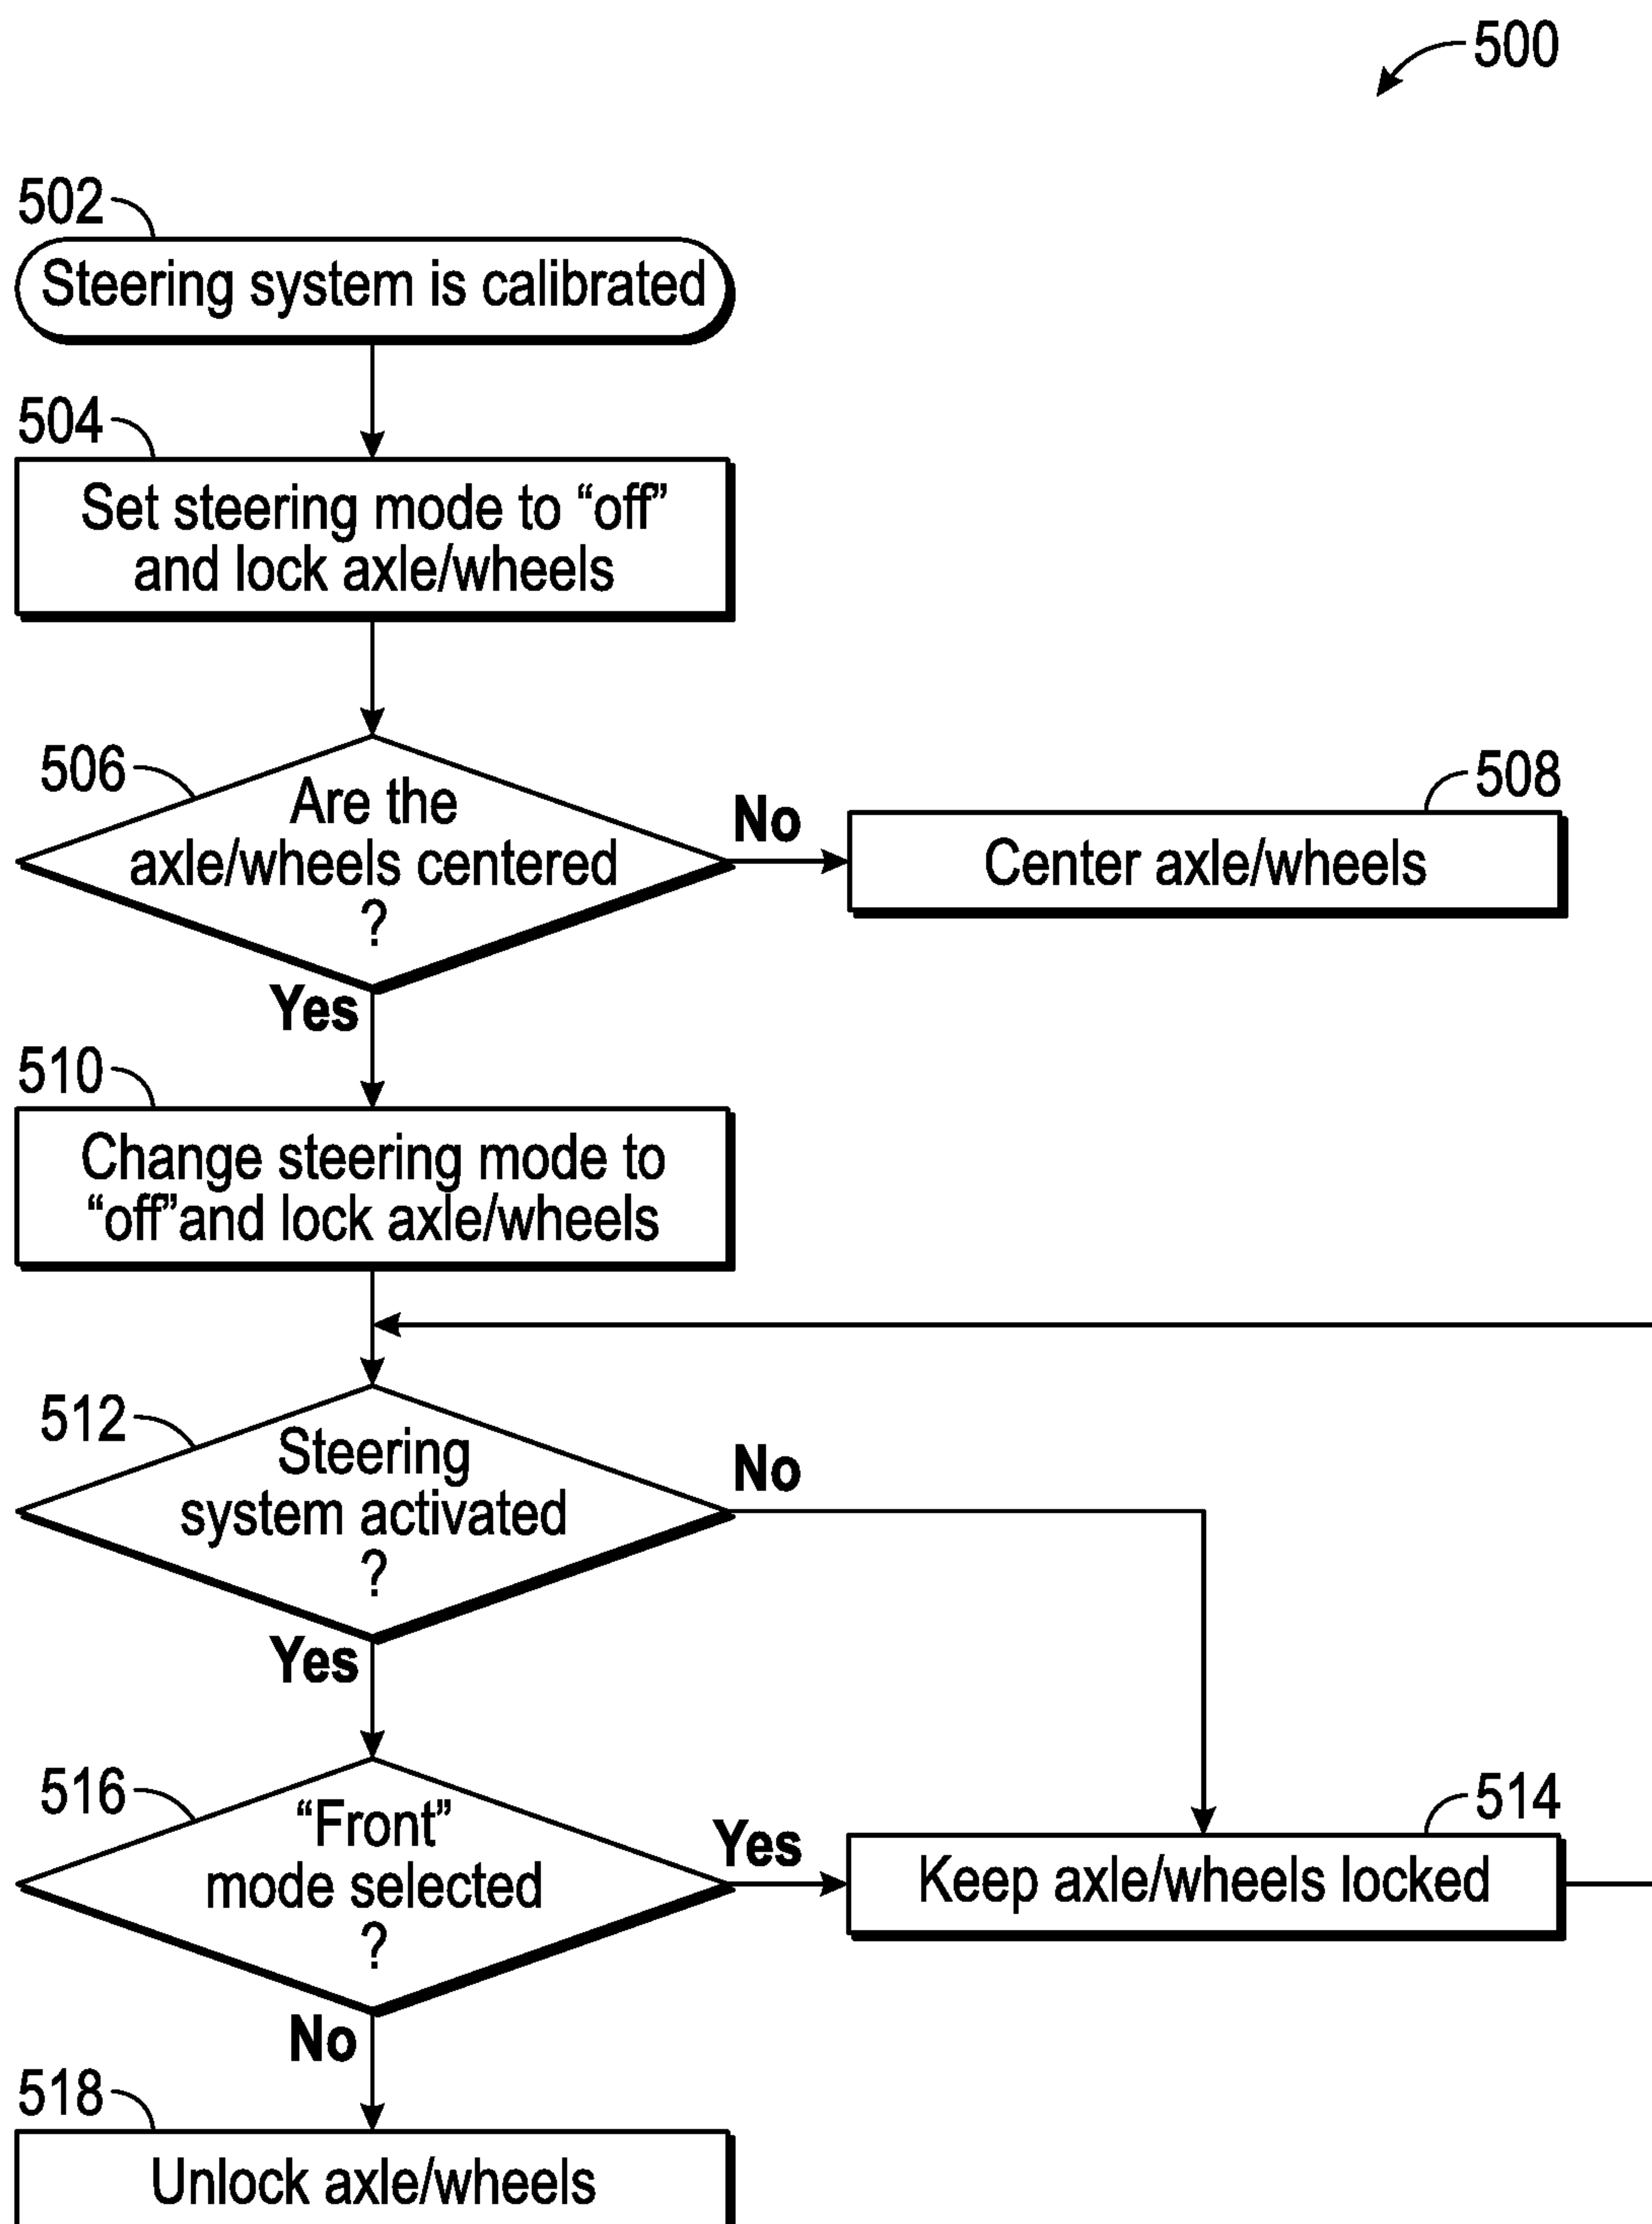 500
502
Steering system is calibrated
504
Set steering mode to “off”
and lock axle/wheels
506
Are the
axle/wheels centered
?
No
508
Center axle/wheels
Yes
510
Change steering mode to
“off”and lock axle/wheels
512
Steering
system activated
?
No
Yes
516
“Front”
mode selected
?
Yes
514
Keep axle/wheels locked
No
518
Unlock axle/wheels